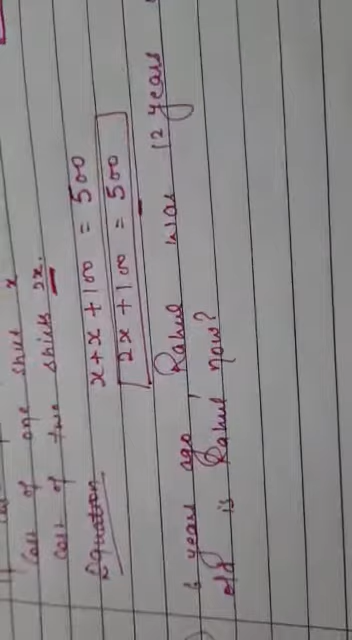 Cost of one shirt x
Cost of two shirts 2x.
Equation x + x + 100 = 500
2x + 100 = 500
years ago, Rahul was 12 years
old is Rahul now?